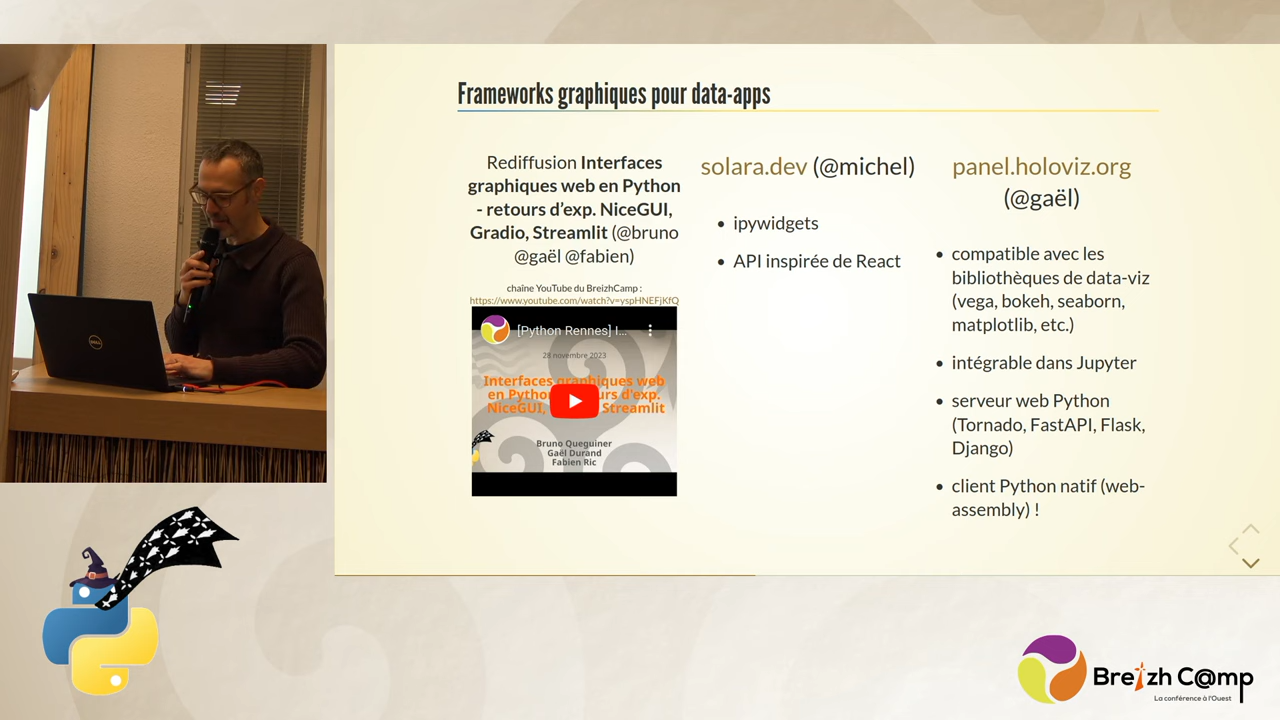 Frameworks graphiques pour data-apps
Rediffusion Interfaces
graphiques web en Python
- retours d'exp. NiceGUI,
Gradio, Streamlit (@bruno
@gaël @fabien)
chaîne YouTube du BreizhCamp :
https://www.youtube.com/watch?v=yspHNEFjKfQ
[Python Rennes] I...
28 novembre 2023
Interfaces graphiques web
en Pytho urs d'exp.
NiceGUI, Streamlit
Bruno Queguiner
Gaël Durand
Fabien Ric
solara.dev (@michel)
• ipywidgets
• API inspirée de React
panel.holoviz.org
(@gaël)
• compatible avec les
bibliothèques de data-viz
(vega, bokeh, seaborn,
matplotlib, etc.)
• intégrable dans Jupyter
• serveur web Python
(Tornado, FastAPI, Flask,
Django)
• client Python natif (web-
assembly) !
DELL
Breizh C@mp
La conférence à l'Ouest